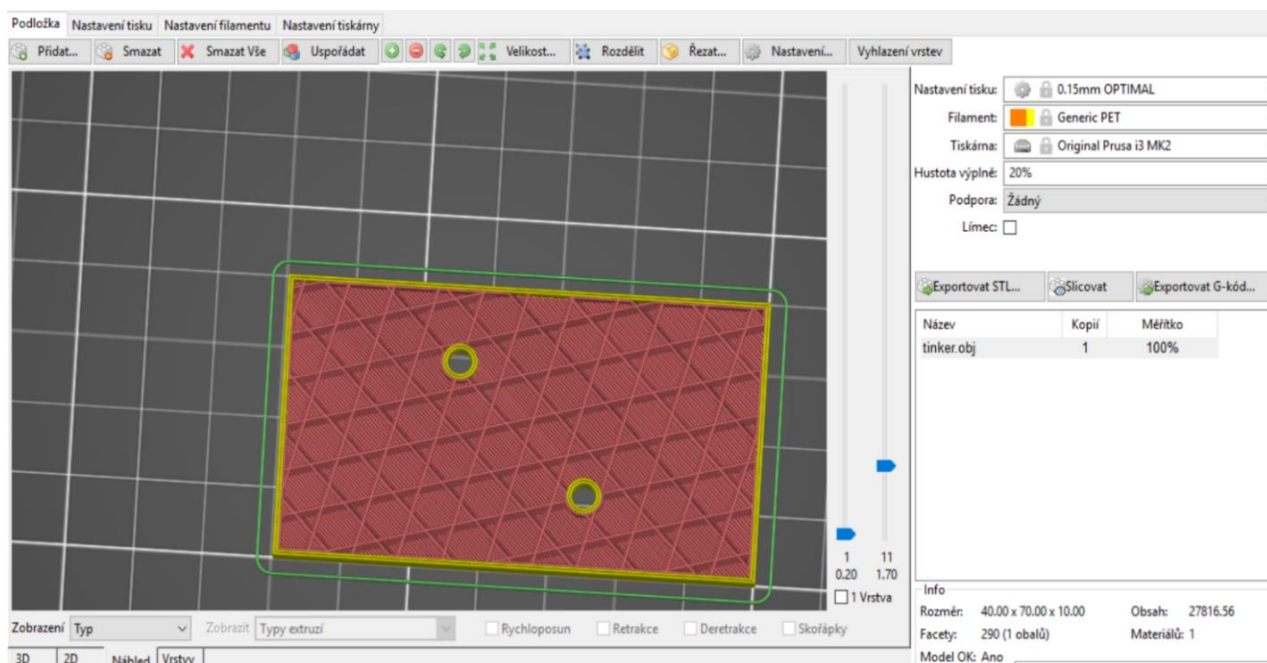 Podložka Nastavení tisku Nastavení filamentu Nastavení tiskárny
Přidat... Smazat Smazat Vše Uspořádat Velikost... Rozdělit Řezat... Nastavení... Vyhlazení vrstev
Nastavení tisku: 0.15mm OPTIMAL
Filament: Generic PET
Tiskárna: Original Prusa i3 MK2
Hustota výplně: 20%
Podpora: Žádný
Límec:
Exportovat STL... Slicovat Exportovat G-kód...
Název Kopií Měřítko
tinker.obj 1 100%
1 11
0.20 1.70
1 Vrstva
Info
Rozměr: 40.00 x 70.00 x 10.00 Obsah: 27816.56
Facety: 290 (1 obalů) Materiálů: 1
Model OK: Ano
Zobrazení Typ Zobrazit Typy extruzí Rychloposun Retrakce Deretrakce Skořápky
3D 2D Náhled Vrstvy